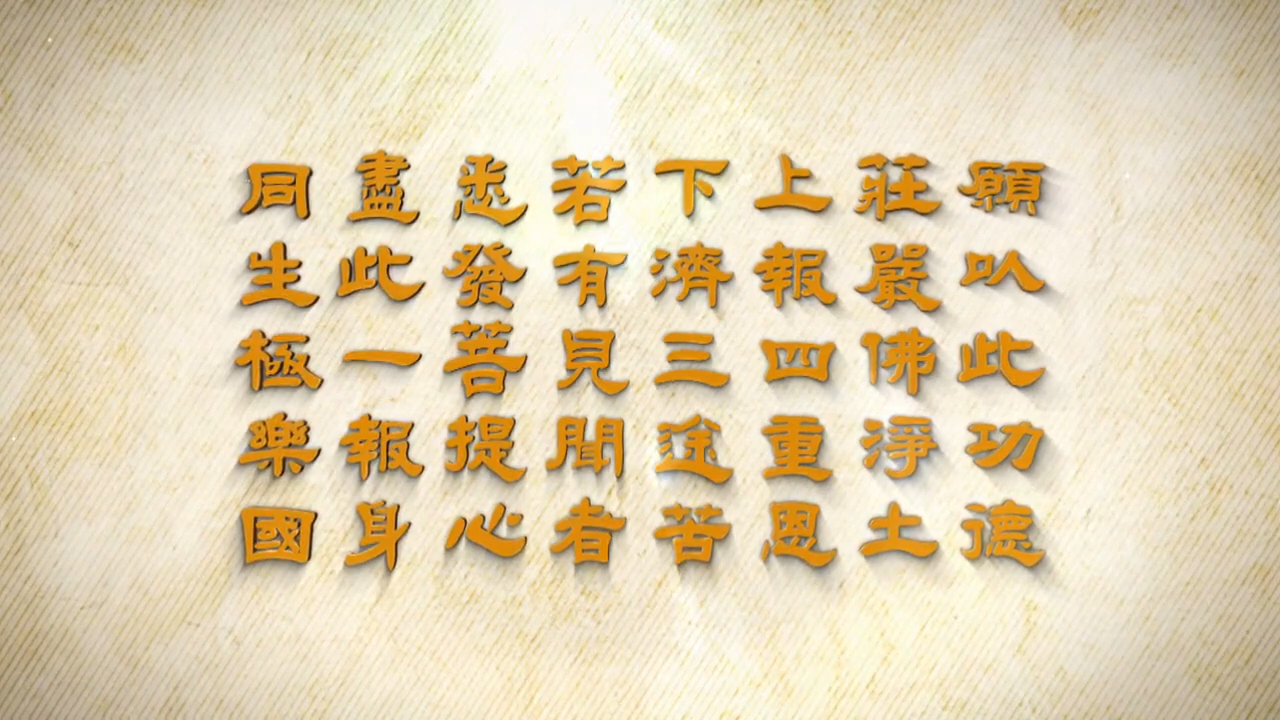 願以此功德
莊嚴佛淨土
上報四重恩
下濟三途苦
若有見聞者
悉發菩提心
盡此一報身
同生極樂國